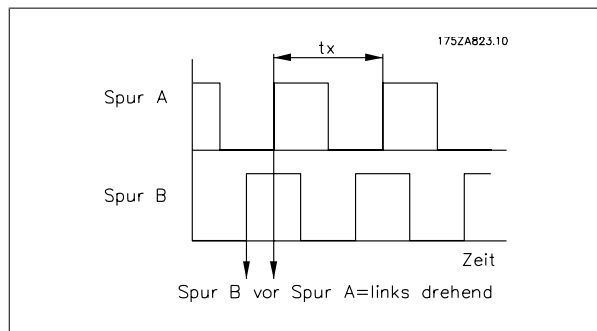 175ZA823.10
tx
Spur A
Spur B
Zeit
Spur B vor Spur A=links drehend